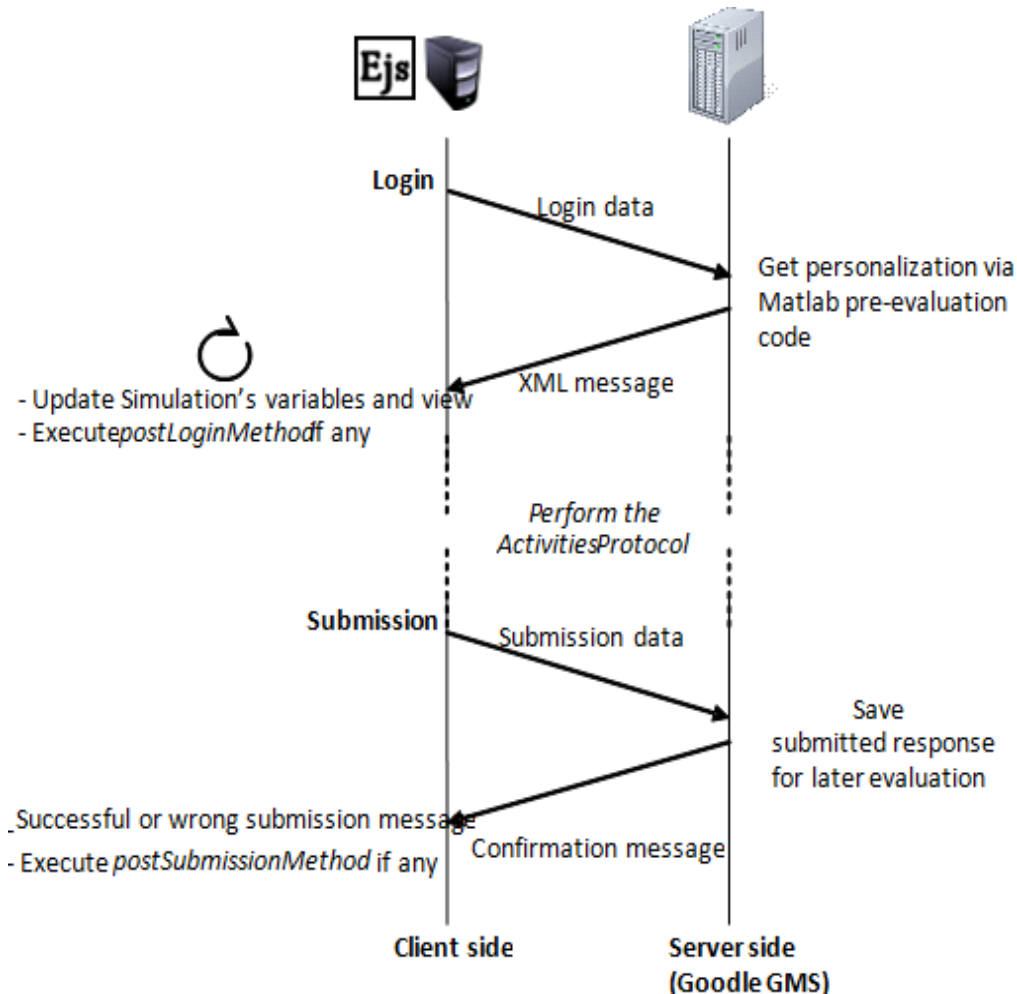 Ejs
Login
Login data
Get personalization via
Matlab pre-evaluation
code
XML message
- Update Simulation's variables and view
- ExecutepostLoginMethodif any
Perform the
ActivitiesProtocol
Submission
Submission data
Save
submitted response
for later evaluation
_Successful or wrong submission message
- Execute postSubmissionMethod if any
Confirmation message
Client side
Server side
(Goodle GMS)